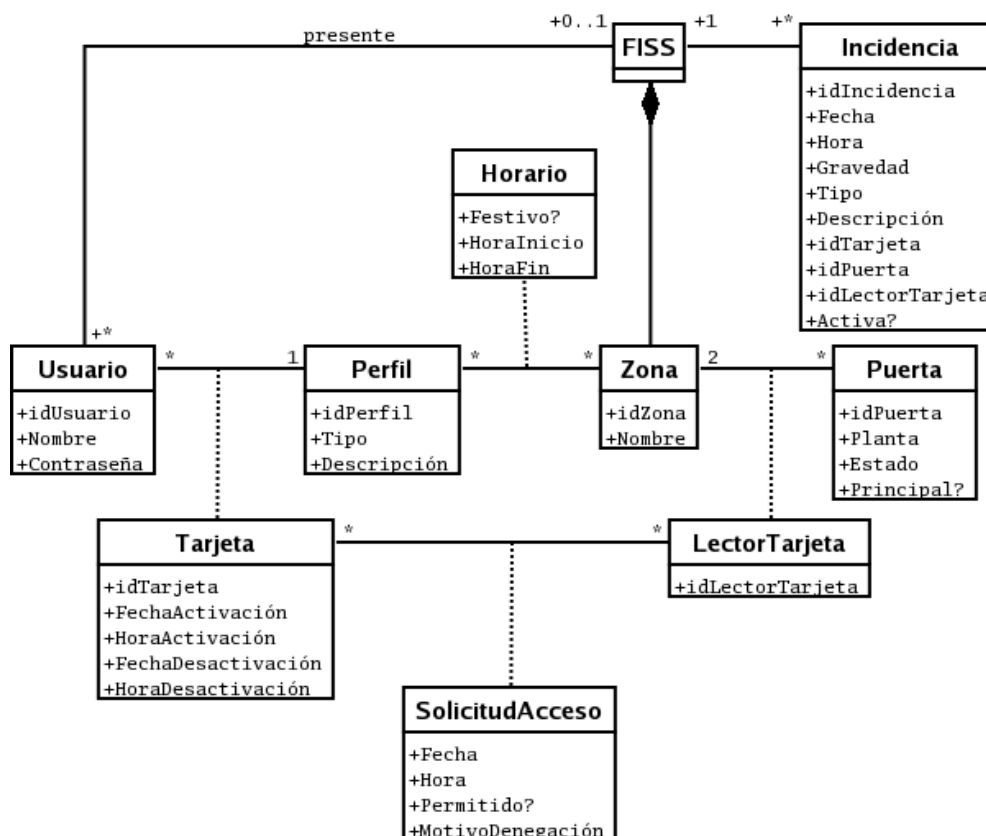 presente
+0..1
FISS
+1
+*
Incidencia
+idIncidencia
+Fecha
+Hora
+Gravedad
+Tipo
+Descripción
+idTarjeta
+idPuerta
+idLectorTarjeta
+Activa?
Horario
+Festivo?
+HoraInicio
+HoraFin
+*
Usuario
+idUsuario
+Nombre
+Contraseña
*
1
Perfil
+idPerfil
+Tipo
+Descripción
*
*
Zona
+idZona
+Nombre
2
*
Puerta
+idPuerta
+Planta
+Estado
+Principal?
Tarjeta
+idTarjeta
+FechaActivación
+HoraActivación
+FechaDesactivación
+HoraDesactivación
*
*
LectorTarjeta
+idLectorTarjeta
SolicitudAcceso
+Fecha
+Hora
+Permitido?
+MotivoDenegación